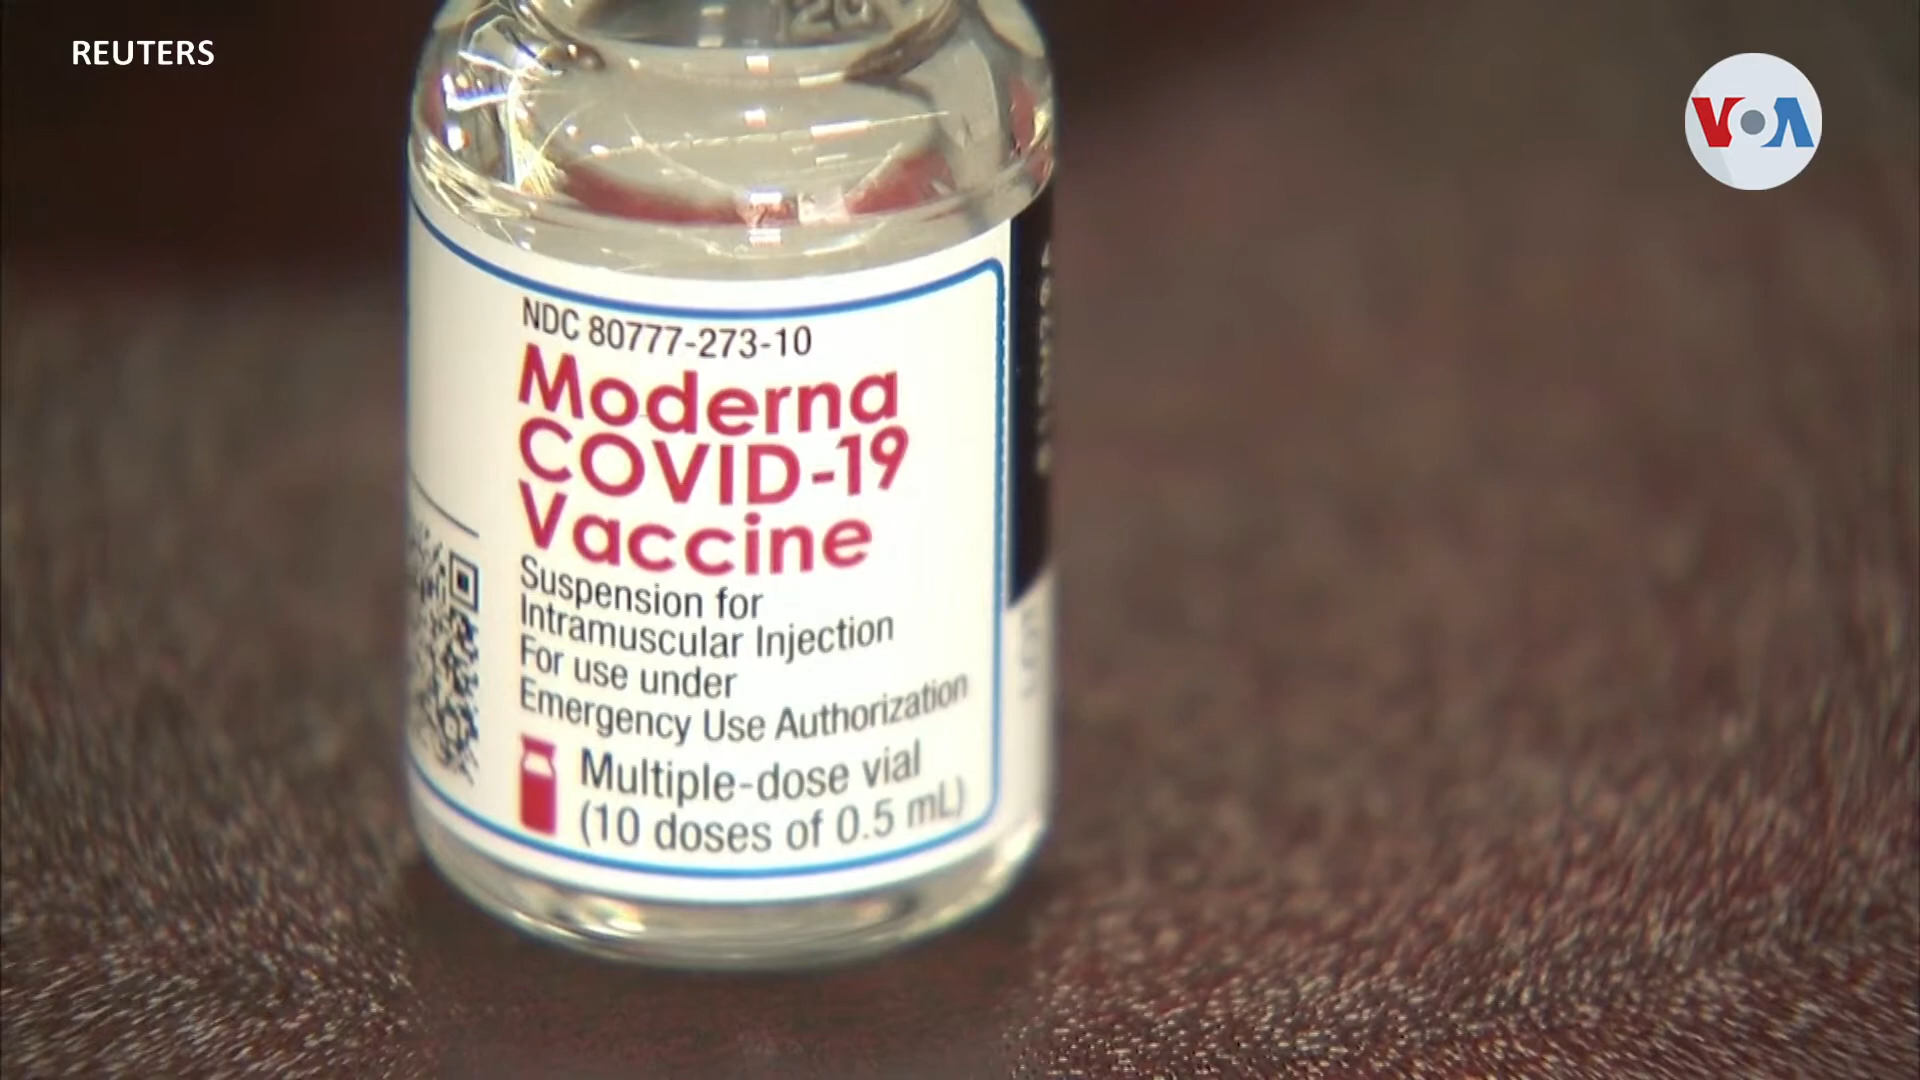 REUTERS
VOA
NDC 80777-273-10
Moderna
COVID-19
Vaccine
Suspension for
Intramuscular Injection
For use under
Emergency Use Authorization
Multiple-dose vial
(10 doses of 0.5 mL)